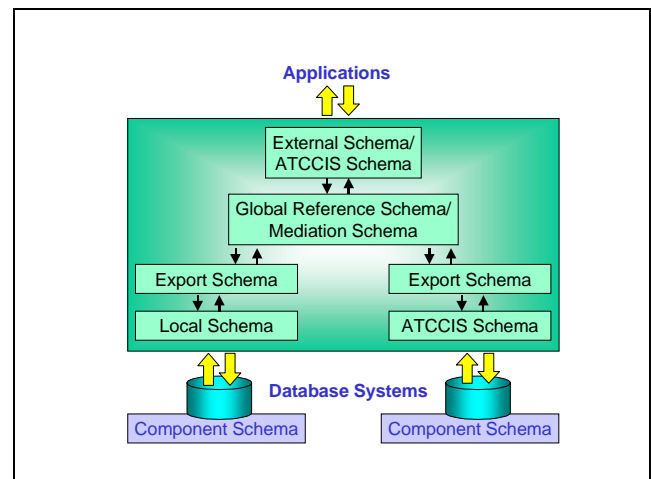 Applications
External Schema/
ATCCIS Schema
Global Reference Schema/
Mediation Schema
Export Schema
Export Schema
Local Schema
ATCCIS Schema
Database Systems
Component Schema
Component Schema